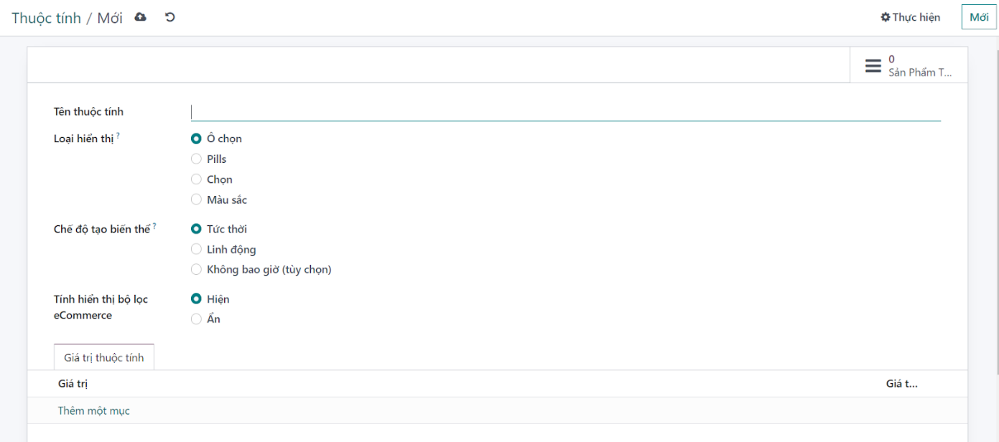 Thuộc tính / Mới
Thực hiện
Mới
0
Sản Phẩm T...
Tên thuộc tính
Loại hiển thị ?
Ô chọn
Pills
Chọn
Màu sắc
Chế độ tạo biến thể ?
Tức thời
Linh động
Không bao giờ (tùy chọn)
Tính hiển thị bộ lọc
eCommerce
Hiện
Ẩn
Giá trị thuộc tính
Giá trị
Giá t...
Thêm một mục